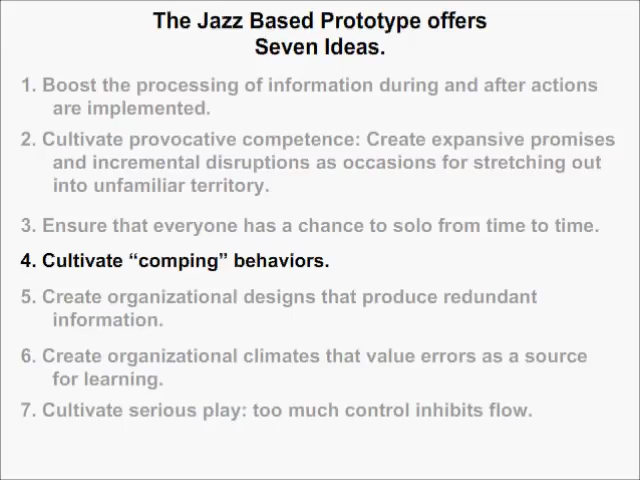 The Jazz Based Prototype offers
Seven Ideas.
1. Boost the processing of information during and after actions
are implemented.
2. Cultivate provocative competence: Create expansive promises
and incremental disruptions as occasions for stretching out
into unfamiliar territory.
3. Ensure that everyone has a chance to solo from time to time.
4. Cultivate “comping” behaviors.
5. Create organizational designs that produce redundant
information.
6. Create organizational climates that value errors as a source
for learning.
7. Cultivate serious play: too much control inhibits flow.